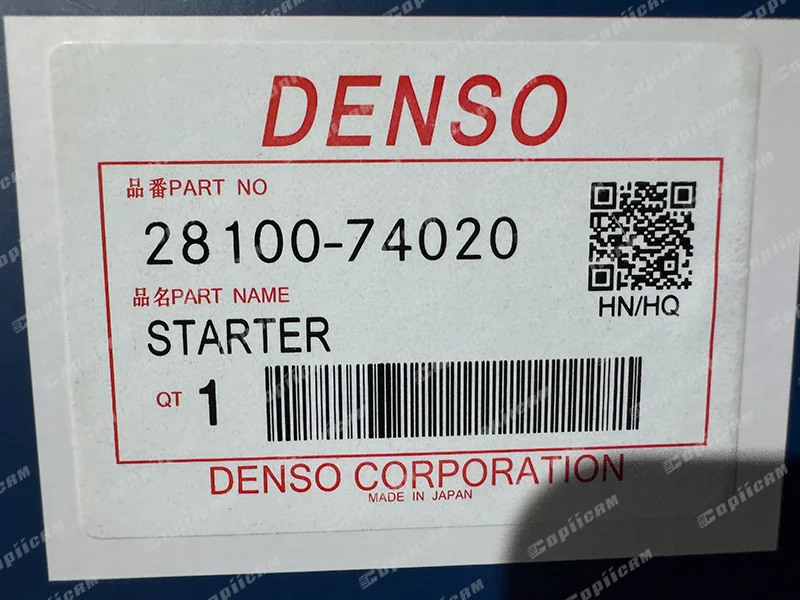 DENSO
品番PART NO
28100-74020
HN/HQ
品名PART NAME
STARTER
QT 1
DENSO CORPORATION
MADE IN JAPAN
Copiicam